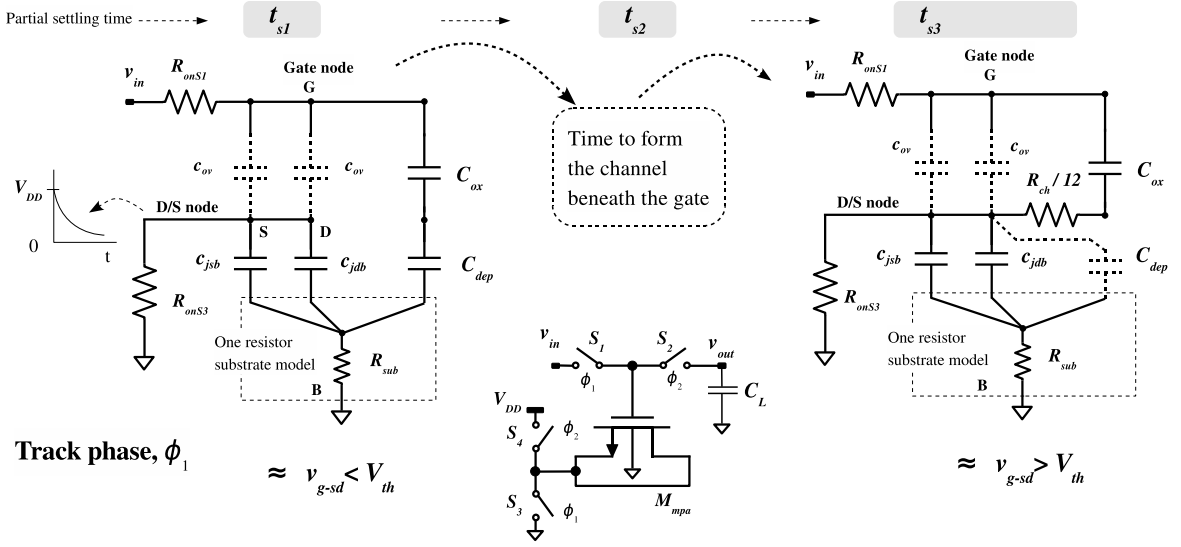 Partial settling time
t_s1
t_s2
t_s3
v_in
R_onS1
Gate node
G
c_ov
c_ov
C_ox
V_DD
0
t
D/S node
S
D
c_jsb
c_jdb
C_dep
R_onS3
One resistor
substrate model
R_sub
B
Time to form
the channel
beneath the gate
v_in
R_onS1
Gate node
G
c_ov
c_ov
R_ch / 12
C_ox
D/S node
c_jsb
c_jdb
C_dep
R_onS3
One resistor
substrate model
R_sub
B
v_in
S_1
S_2
v_out
ϕ_1
ϕ_2
C_L
V_DD
S_4
ϕ_2
S_3
ϕ_1
M_mpa
Track phase, ϕ_1
≈ v_g-sd < V_th
≈ v_g-sd > V_th